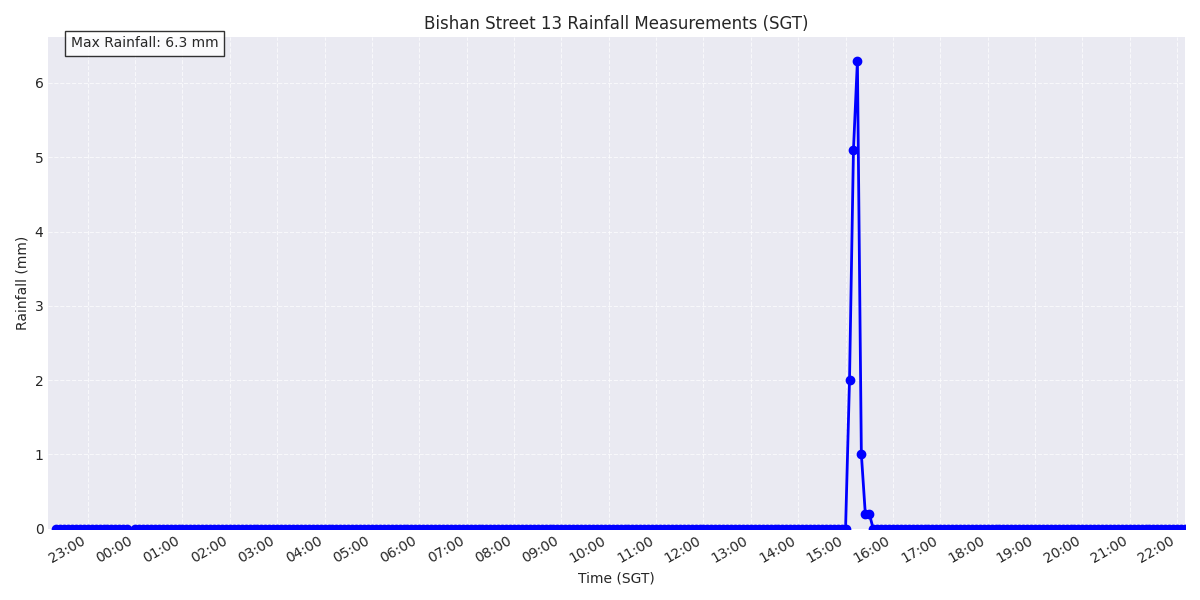 Bishan Street 13 Rainfall Measurements (SGT)
Max Rainfall: 6.3 mm
6
5
4
3
2
1
0
Rainfall (mm)
23:00 00:00 01:00 02:00 03:00 04:00 05:00 06:00 07:00 08:00 09:00 10:00 11:00 12:00 13:00 14:00 15:00 16:00 17:00 18:00 19:00 20:00 21:00 22:00
Time (SGT)